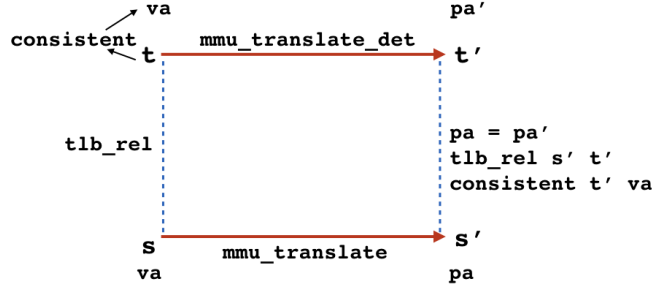 va
pa′
consistent
mmu_translate_det
t
t′
tlb_rel
pa = pa′
tlb_rel s′ t′
consistent t′ va
s
s′
mmu_translate
va
pa